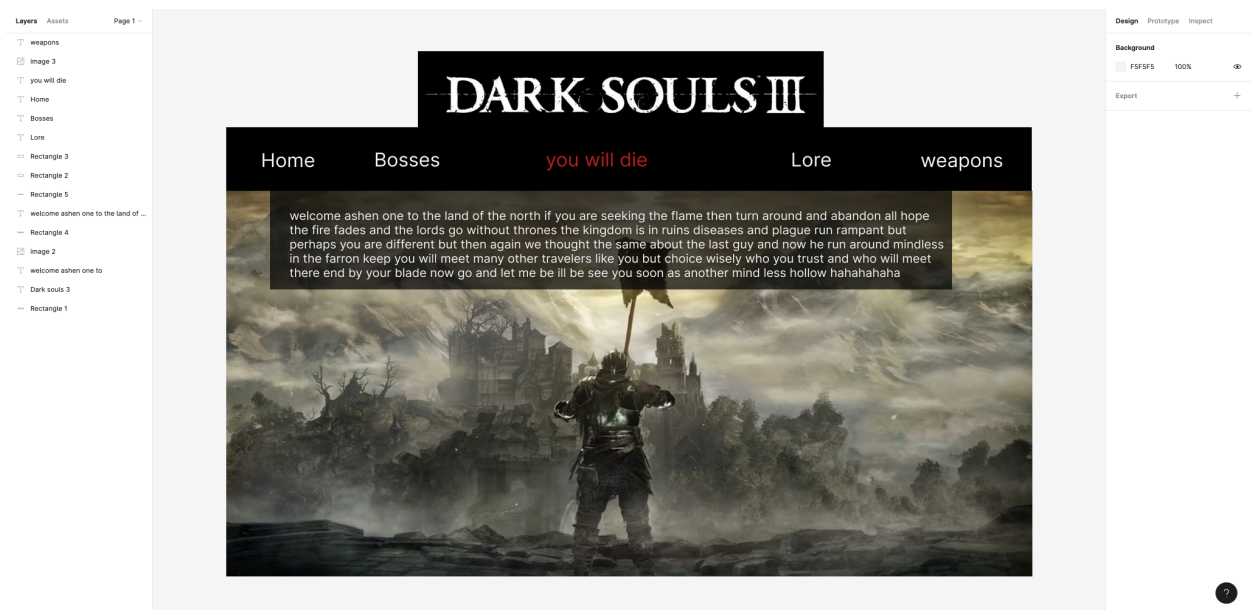 Layers Assets Page 1
weapons
image 3
you will die
Home
Bosses
Lore
Rectangle 3
Rectangle 2
Rectangle 5
welcome ashen one to the land of ...
Rectangle 4
image 2
welcome ashen one to
Dark souls 3
Rectangle 1
DARK SOULS III
™
Home Bosses you will die Lore weapons
welcome ashen one to the land of the north if you are seeking the flame then turn around and abandon all hope
the fire fades and the lords go without thrones the kingdom is in ruins diseases and plague run rampant but
perhaps you are different but then again we thought the same about the last guy and now he run around mindless
in the farron keep you will meet many other travelers like you but choice wisely who you trust and who will meet
there end by your blade now go and let me be ill be see you soon as another mind less hollow hahahahaha
Design Prototype Inspect
Background
F5F5F5 100%
Export
?